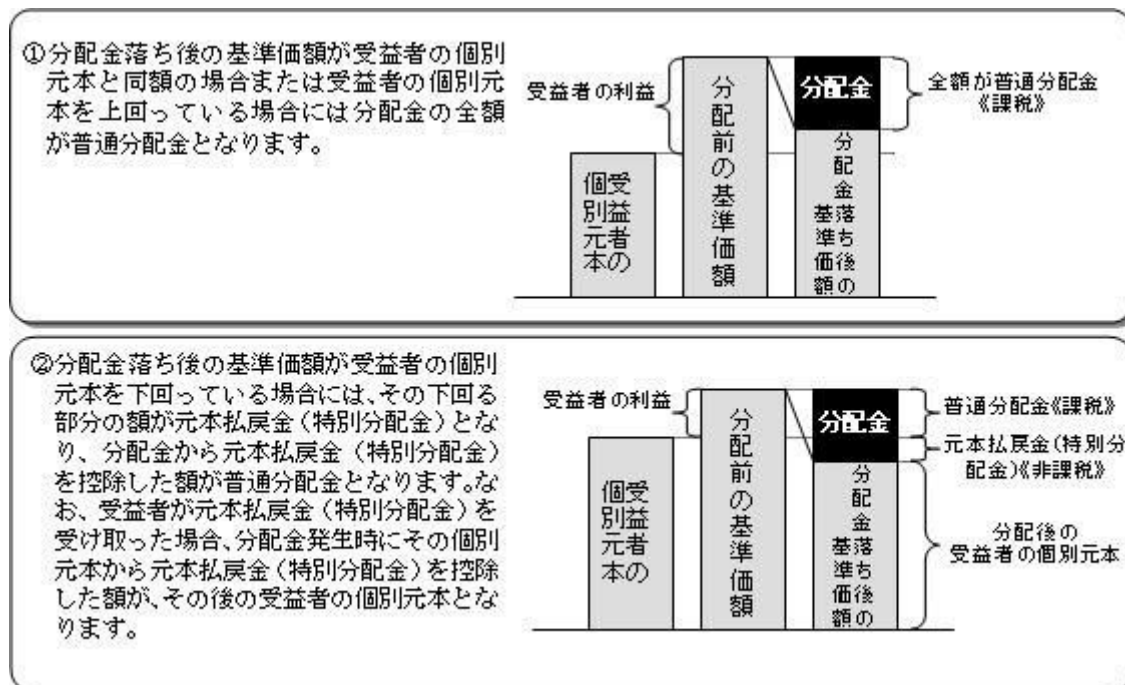 ①分配金落ち後の基準価額が受益者の個別
元本と同額の場合または受益者の個別元
本を上回っている場合には分配金の全額
が普通分配金となります。
受益者の利益
個別元本
受益者の
分配前の基準価額
分配金
分配金落ち後の
基準価額
全額が普通分配金
《課税》
②分配金落ち後の基準価額が受益者の個別
元本を下回っている場合には、その下回る
部分の額が元本払戻金（特別分配金）とな
り、分配金から元本払戻金（特別分配金）
を控除した額が普通分配金となります。な
お、受益者が元本払戻金（特別分配金）を
受け取った場合、分配金発生時にその個別
元本から元本払戻金（特別分配金）を控除
した額が、その後の受益者の個別元本とな
ります。
受益者の利益
受益者の
個別元本
分配前の基準価額
分配金
分配金落ち後の
基準価額
普通分配金《課税》
元本払戻金（特別分
配金）《非課税》
分配後の
受益者の個別元本